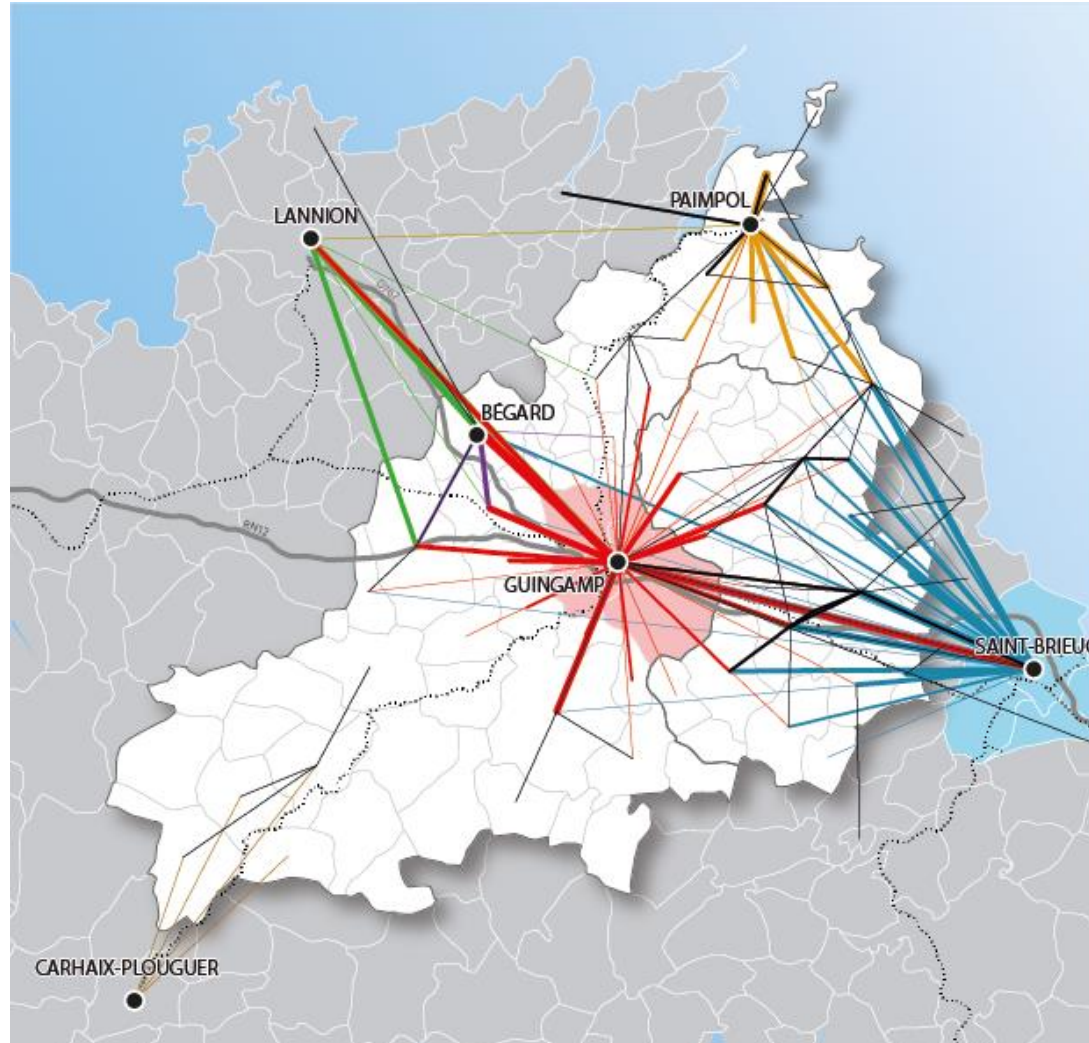 PAIMPOL
LANNION
BÉGARD
RN12
GUINGAMP
SAINT-BRIEUC
CARHAIX-PLOUGUER